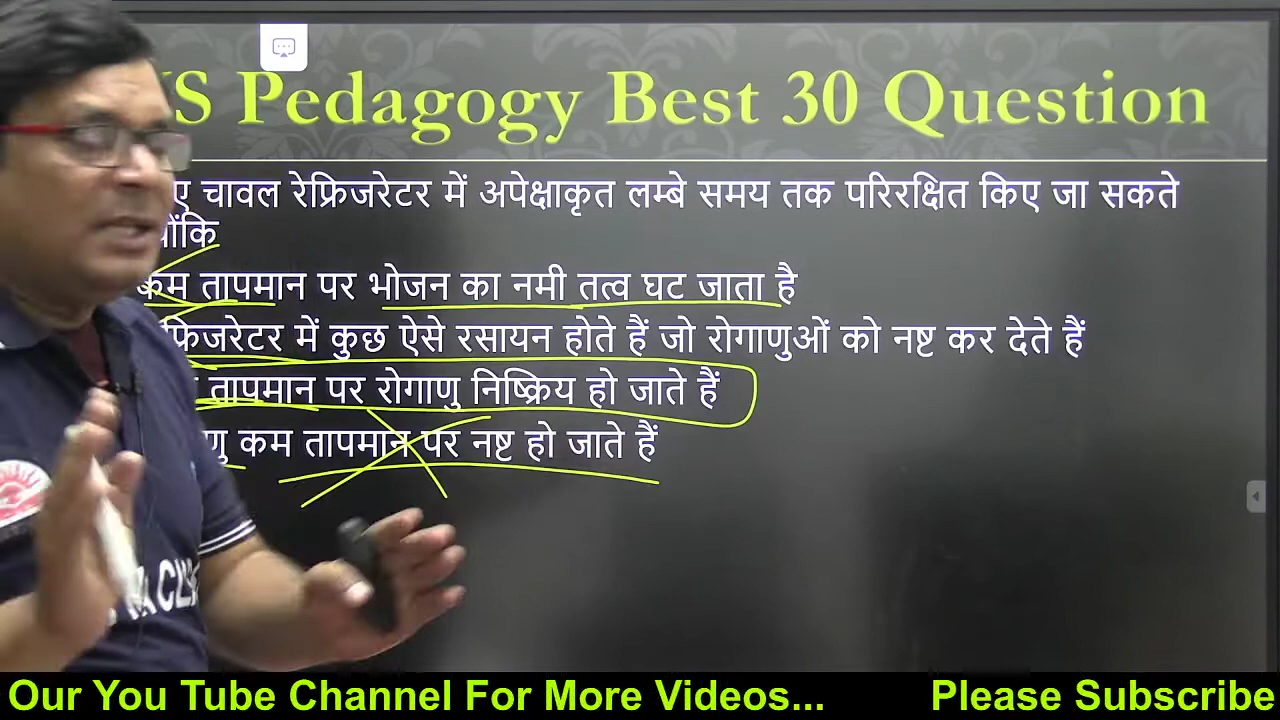 S Pedagogy Best 30 Question
चावल रेफ्रिजरेटर में अपेक्षाकृत लम्बे समय तक परिरक्षित किए जा सकते
कम तापमान पर भोजन का नमी तत्व घट जाता है
में कुछ ऐसे रसायन होते हैं जो रोगाणुओं को नष्ट कर देते हैं
तापमान पर रोगाणु निष्क्रिय हो जाते हैं
कम तापमान पर नष्ट हो जाते हैं
Our You Tube Channel For More Videos... Please Subscribe